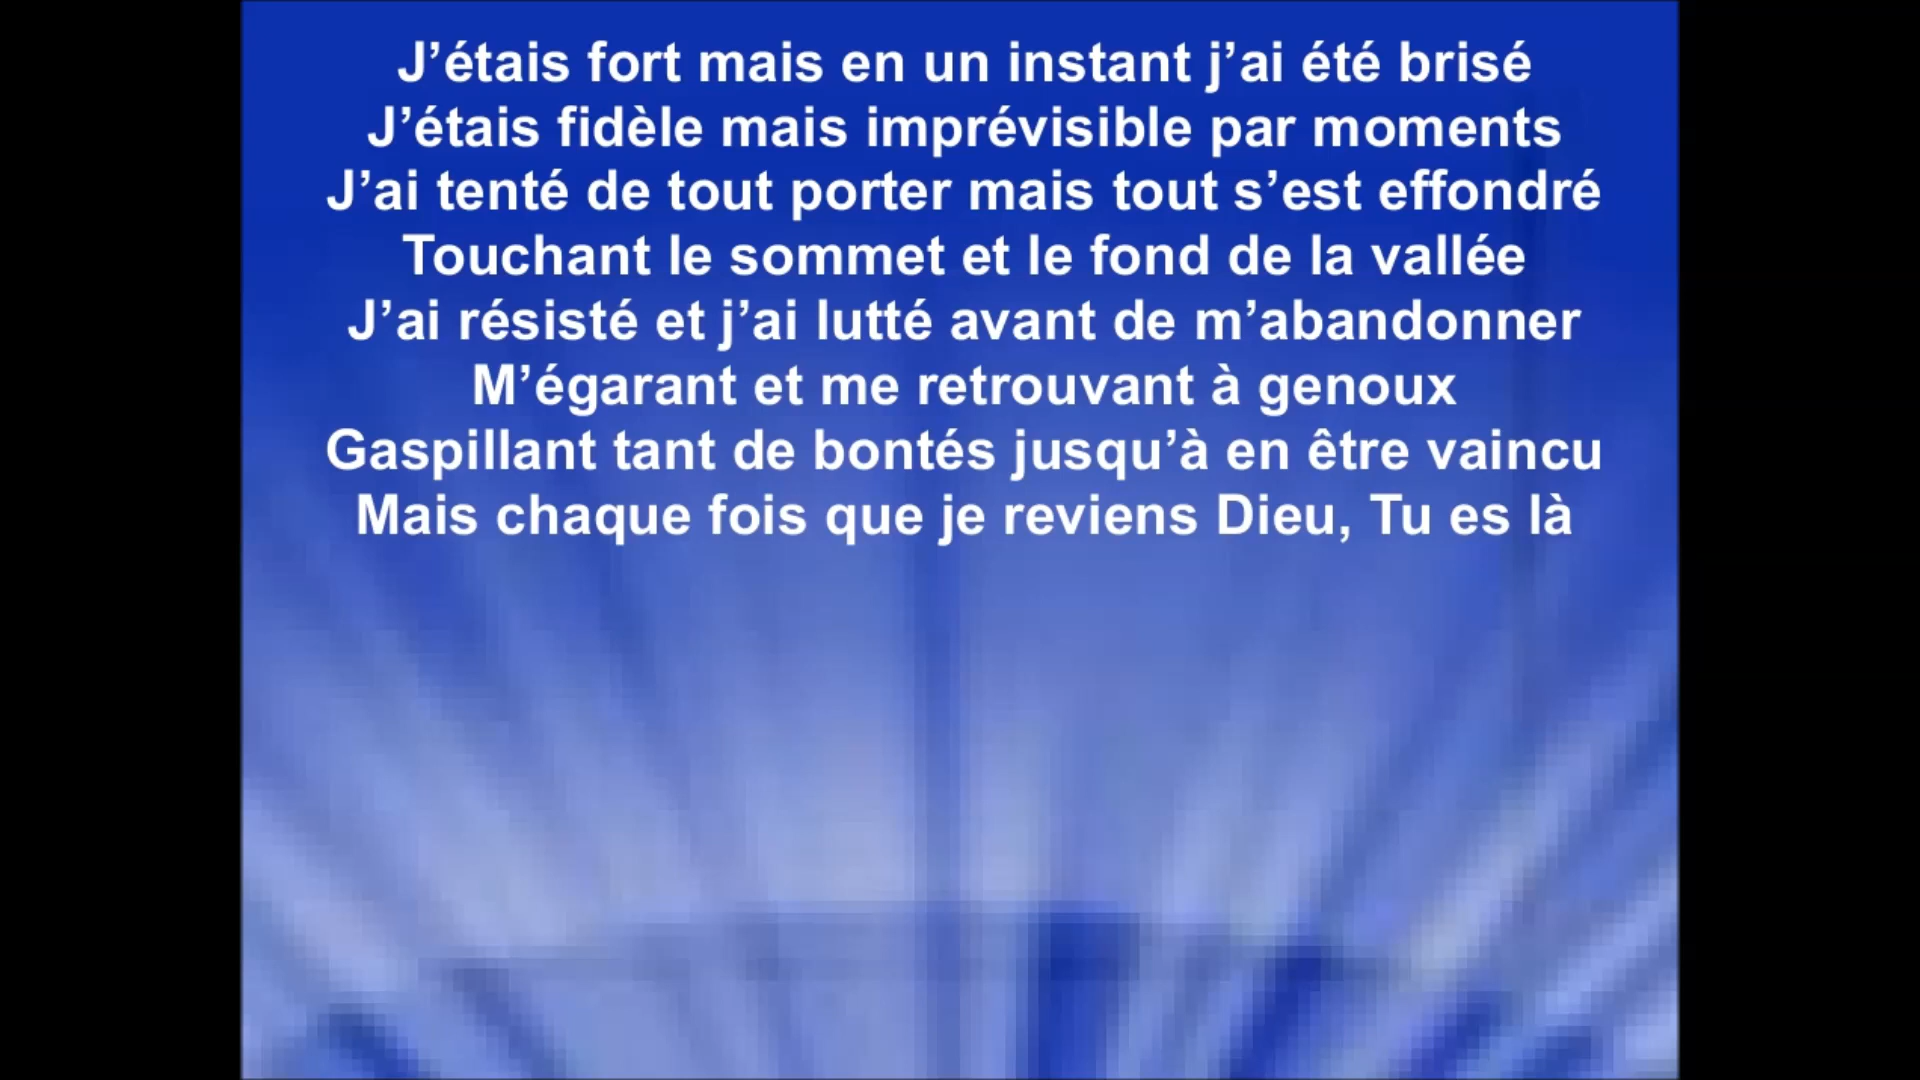 J’étais fort mais en un instant j’ai été brisé
J’étais fidèle mais imprévisible par moments
J’ai tenté de tout porter mais tout s’est effondré
Touchant le sommet et le fond de la vallée
J’ai résisté et j’ai lutté avant de m’abandonner
M’égarant et me retrouvant à genoux
Gaspillant tant de bontés jusqu’à en être vaincu
Mais chaque fois que je reviens Dieu, Tu es là